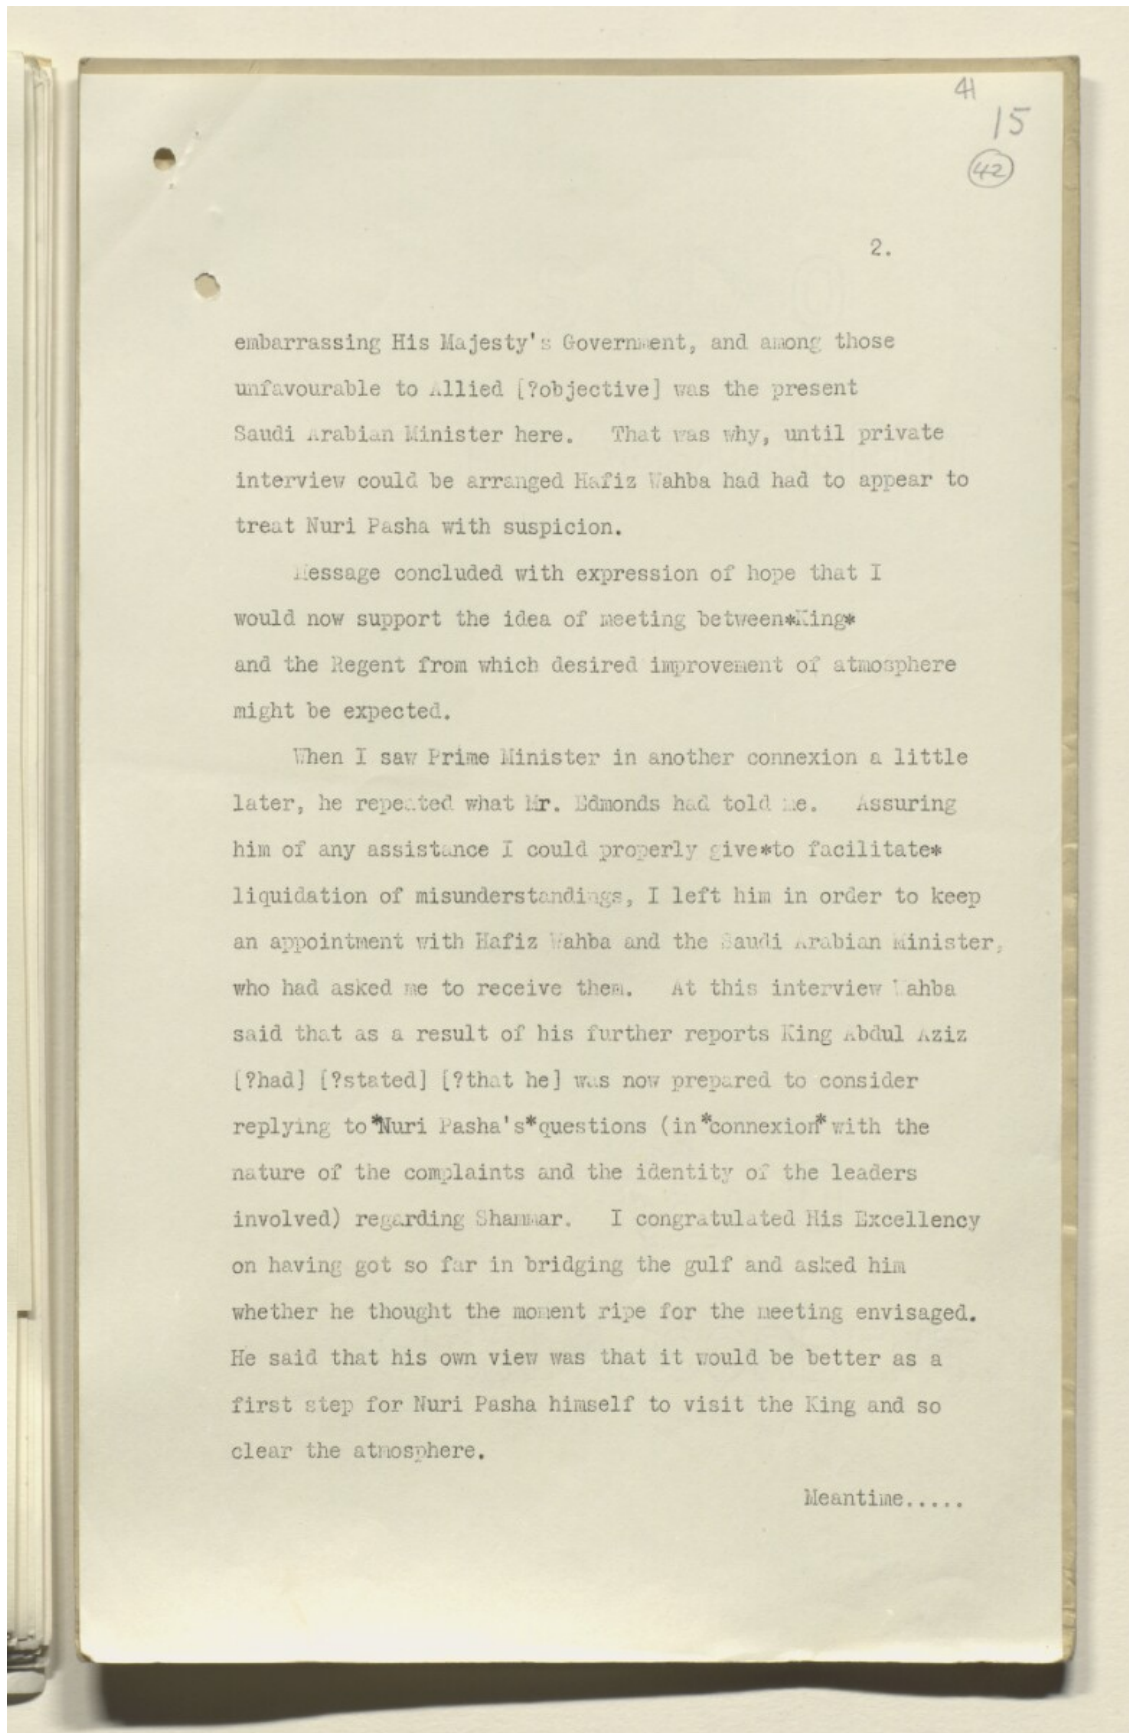 41
15
42
2.
embarrassing His Majesty's Government, and among those
unfavourable to Allied [?objective] was the present
Saudi Arabian Minister here. That was why, until private
interview could be arranged Hafiz Wahba had had to appear to
treat Nuri Pasha with suspicion.
Message concluded with expression of hope that I
would now support the idea of meeting between*King*
and the Regent from which desired improvement of atmosphere
might be expected.
When I saw Prime Minister in another connexion a little
later, he repeated what Mr. Edmonds had told me. Assuring
him of any assistance I could properly give*to facilitate*
liquidation of misunderstandings, I left him in order to keep
an appointment with Hafiz Wahba and the Saudi Arabian Minister,
who had asked me to receive them. At this interview Wahba
said that as a result of his further reports King Abdul Aziz
[?had] [?stated] [?that he] was now prepared to consider
replying to*Nuri Pasha's*questions (in*connexion*with the
nature of the complaints and the identity of the leaders
involved) regarding Shammar. I congratulated His Excellency
on having got so far in bridging the gulf and asked him
whether he thought the moment ripe for the meeting envisaged.
He said that his own view was that it would be better as a
first step for Nuri Pasha himself to visit the King and so
clear the atmosphere.
Meantime.....